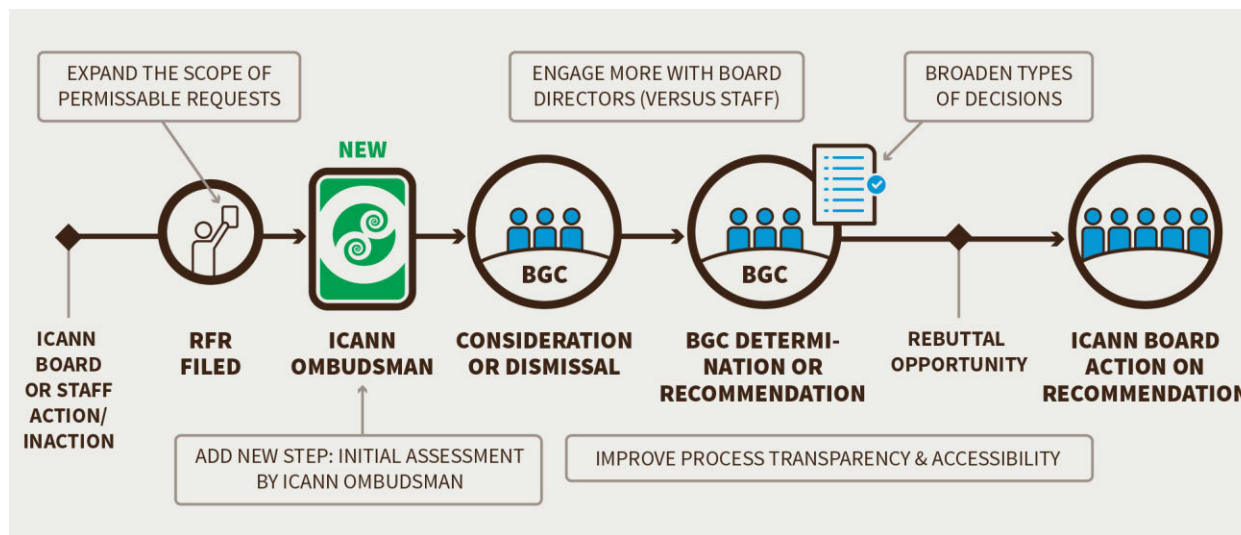 EXPAND THE SCOPE OF
PERMISSABLE REQUESTS
ENGAGE MORE WITH BOARD
DIRECTORS (VERSUS STAFF)
BROADEN TYPES
OF DECISIONS
NEW
BGC
BGC
ICANN
BOARD
OR STAFF
ACTION/
INACTION
RFR
FILED
ICANN
OMBUDSMAN
CONSIDERATION
OR DISMISSAL
BGC DETERMI-
NATION OR
RECOMMENDATION
REBUTTAL
OPPORTUNITY
ICANN BOARD
ACTION ON
RECOMMENDATION
ADD NEW STEP: INITIAL ASSESSMENT
BY ICANN OMBUDSMAN
IMPROVE PROCESS TRANSPARENCY & ACCESSIBILITY